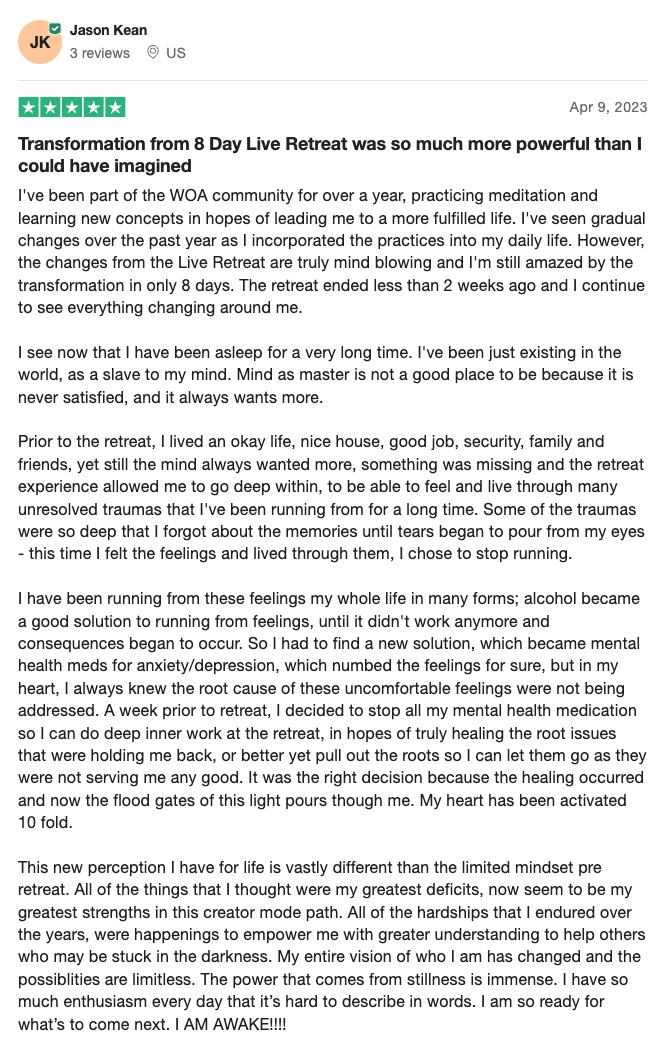 JK
Jason Kean
3 reviews US
Apr 9, 2023
Transformation from 8 Day Live Retreat was so much more powerful than I
could have imagined
I've been part of the WOA community for over a year, practicing meditation and
learning new concepts in hopes of leading me to a more fulfilled life. I've seen gradual
changes over the past year as I incorporated the practices into my daily life. However,
the changes from the Live Retreat are truly mind blowing and I'm still amazed by the
transformation in only 8 days. The retreat ended less than 2 weeks ago and I continue
to see everything changing around me.
I see now that I have been asleep for a very long time. I've been just existing in the
world, as a slave to my mind. Mind as master is not a good place to be because it is
never satisfied, and it always wants more.
Prior to the retreat, I lived an okay life, nice house, good job, security, family and
friends, yet still the mind always wanted more, something was missing and the retreat
experience allowed me to go deep within, to be able to feel and live through many
unresolved traumas that I've been running from for a long time. Some of the traumas
were so deep that I forgot about the memories until tears began to pour from my eyes
- this time I felt the feelings and lived through them, I chose to stop running.
I have been running from these feelings my whole life in many forms; alcohol became
a good solution to running from feelings, until it didn't work anymore and
consequences began to occur. So I had to find a new solution, which became mental
health meds for anxiety/depression, which numbed the feelings for sure, but in my
heart, I always knew the root cause of these uncomfortable feelings were not being
addressed. A week prior to retreat, I decided to stop all my mental health medication
so I can do deep inner work at the retreat, in hopes of truly healing the root issues
that were holding me back, or better yet pull out the roots so I can let them go as they
were not serving me any good. It was the right decision because the healing occurred
and now the flood gates of this light pours though me. My heart has been activated
10 fold.
This new perception I have for life is vastly different than the limited mindset pre
retreat. All of the things that I thought were my greatest deficits, now seem to be my
greatest strengths in this creator mode path. All of the hardships that I endured over
the years, were happenings to empower me with greater understanding to help others
who may be stuck in the darkness. My entire vision of who I am has changed and the
possiblities are limitless. The power that comes from stillness is immense. I have so
much enthusiasm every day that it’s hard to describe in words. I am so ready for
what’s to come next. I AM AWAKE!!!!